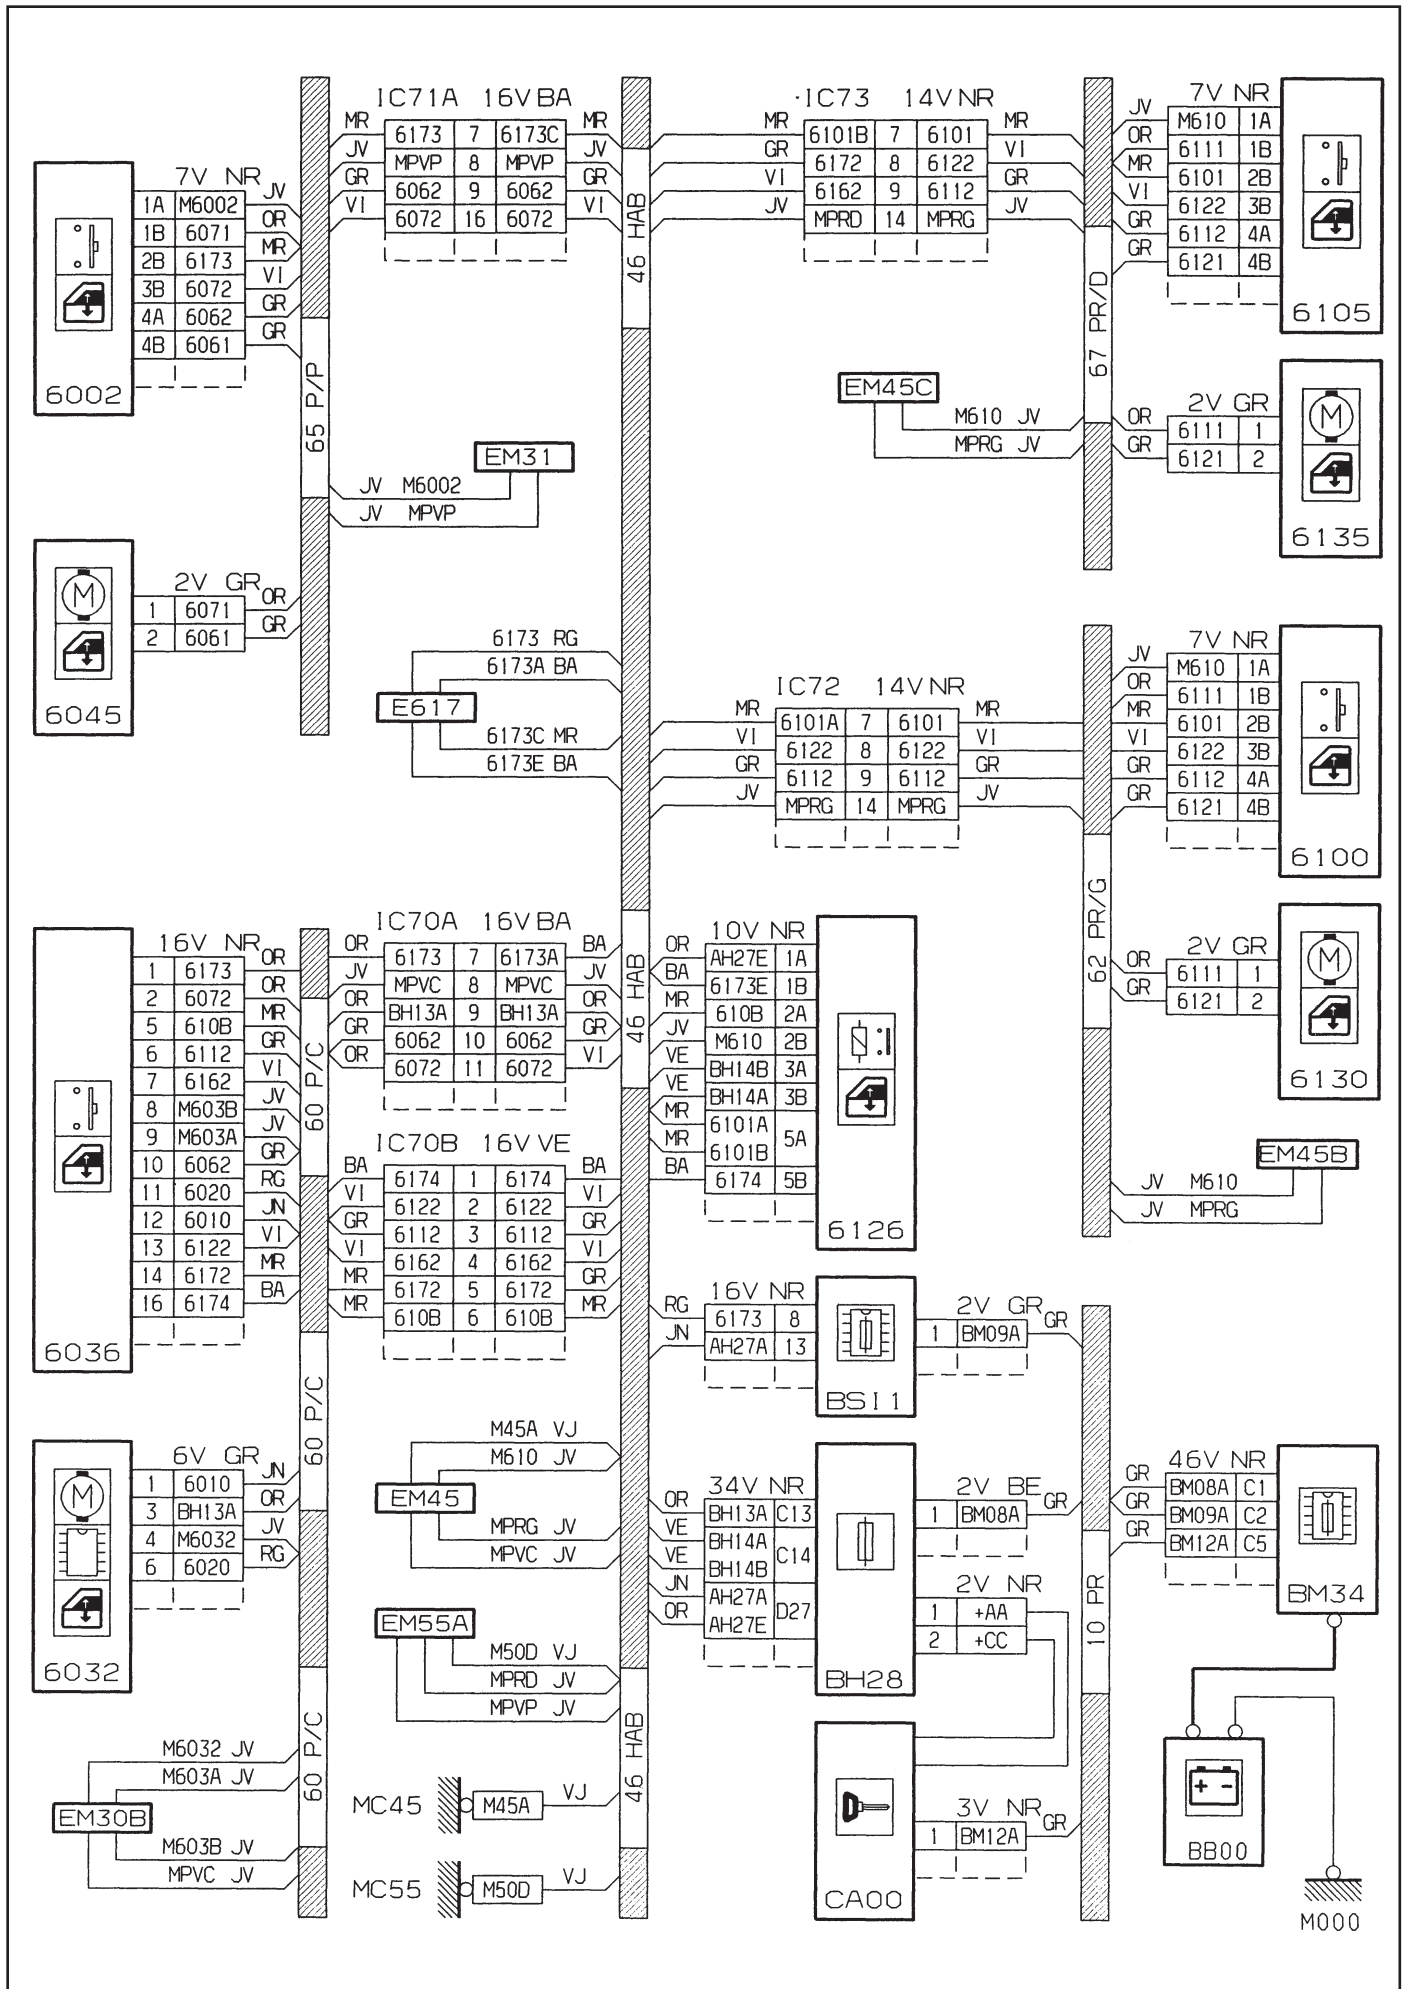 IC71A 16V BA
MR 6173 7 6173C MR
JV MPVP 8 MPVP JV
GR 6062 9 6062 GR
VI 6072 16 6072 VI
IC73 14V NR
MR 6101B 7 6101 MR
GR 6172 8 6122 VI
VI 6162 9 6112 GR
JV MPRD 14 MPRG JV
7V NR
JV M610 1A
OR 6111 1B
MR 6101 2B
VI 6122 3B
GR 6112 4A
GR 6121 4B
6105
7V NR
1A M6002 JV
1B 6071 OR
2B 6173 MR
3B 6072 VI
4A 6062 GR
4B 6061 GR
6002
65 P/P
46 HAB
67 PR/D
EM31
JV M6002
JV MPVP
EM45C
M610 JV
MPRG JV
2V GR
OR 6111 1
GR 6121 2
M
6135
M
2V GR
1 6071 OR
2 6061 GR
6045
6173 RG
6173A BA
E617
6173C MR
6173E BA
IC72 14V NR
MR 6101A 7 6101 MR
VI 6122 8 6122 VI
GR 6112 9 6112 GR
JV MPRG 14 MPRG JV
7V NR
JV M610 1A
OR 6111 1B
MR 6101 2B
VI 6122 3B
GR 6112 4A
GR 6121 4B
6100
62 PR/G
2V GR
OR 6111 1
GR 6121 2
M
6130
EM45B
JV M610
JV MPRG
16V NR
1 6173 OR
2 6072 OR
5 610B MR
6 6112 GR
7 6162 VI
8 M603B JV
9 M603A JV
10 6062 GR
11 6020 RG
12 6010 JN
13 6122 VI
14 6172 MR
16 6174 BA
6036
60 P/C
IC70A 16V BA
OR 6173 7 6173A BA
JV MPVC 8 MPVC JV
OR BH13A 9 BH13A OR
GR 6062 10 6062 GR
OR 6072 11 6072 VI
IC70B 16V VE
BA 6174 1 6174 BA
VI 6122 2 6122 VI
GR 6112 3 6112 GR
VI 6162 4 6162 VI
MR 6172 5 6172 GR
MR 610B 6 610B MR
46 HAB
10V NR
OR AH27E 1A
BA 6173E 1B
MR 610B 2A
JV M610 2B
VE BH14B 3A
VE BH14A 3B
MR 6101A 5A
MR 6101B
BA 6174 5B
6126
16V NR
RG 6173 8
JN AH27A 13
BSI1
2V GR
1 BM09A GR
60 P/C
6V GR
1 6010 JN
3 BH13A OR
4 M6032 JV
6 6020 RG
M
6032
M45A VJ
M610 JV
EM45
MPRG JV
MPVC JV
EM55A
M50D VJ
MPRD JV
MPVP JV
34V NR
OR BH13A C13
VE BH14A C14
VE BH14B
JN AH27A D27
OR AH27E
BH28
2V BE
1 BM08A GR
2V NR
1 +AA
2 +CC
46V NR
GR BM08A C1
GR BM09A C2
GR BM12A C5
BM34
10 PR
60 P/C
M6032 JV
M603A JV
EM30B
M603B JV
MPVC JV
46 HAB
MC45 M45A VJ
MC55 M50D VJ
CA00
3V NR
1 BM12A GR
+ -
BB00
M000